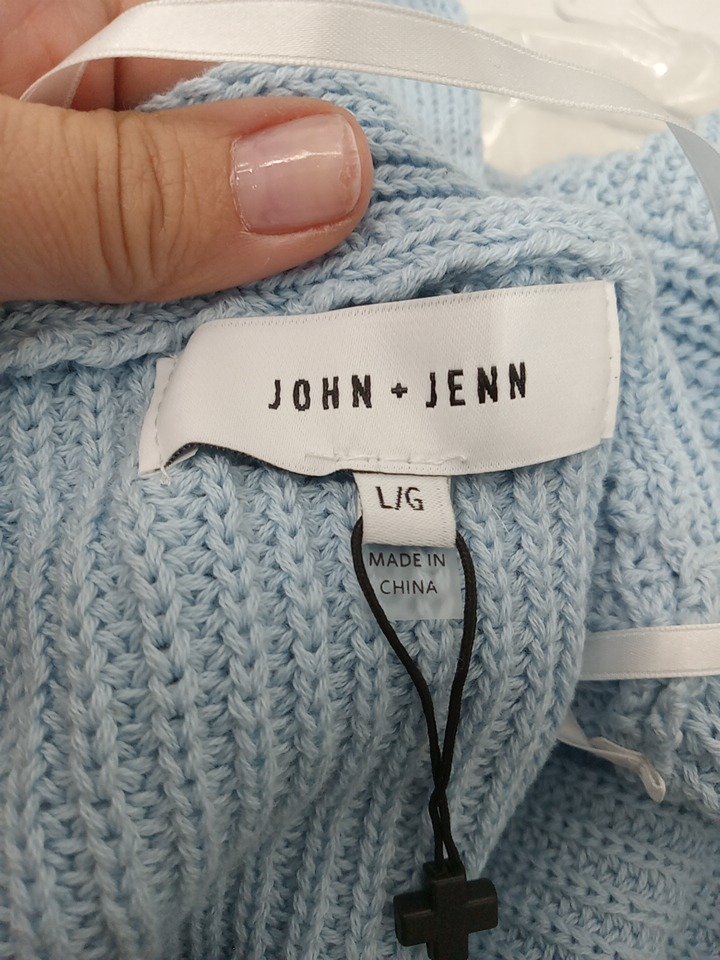 JOHN + JENN
L/G
MADE IN
CHINA